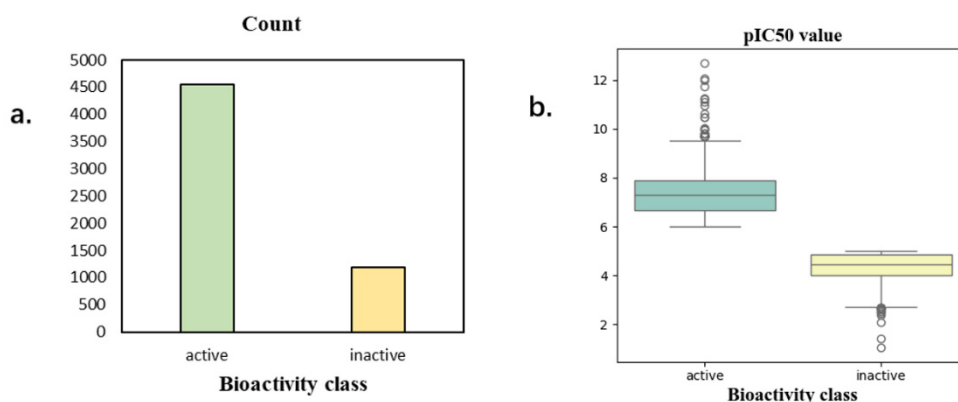 a.
Count
5000
4500
4000
3500
3000
2500
2000
1500
1000
500
0
active inactive
Bioactivity class
b.
pIC50 value
12
10
8
6
4
2
active inactive
Bioactivity class